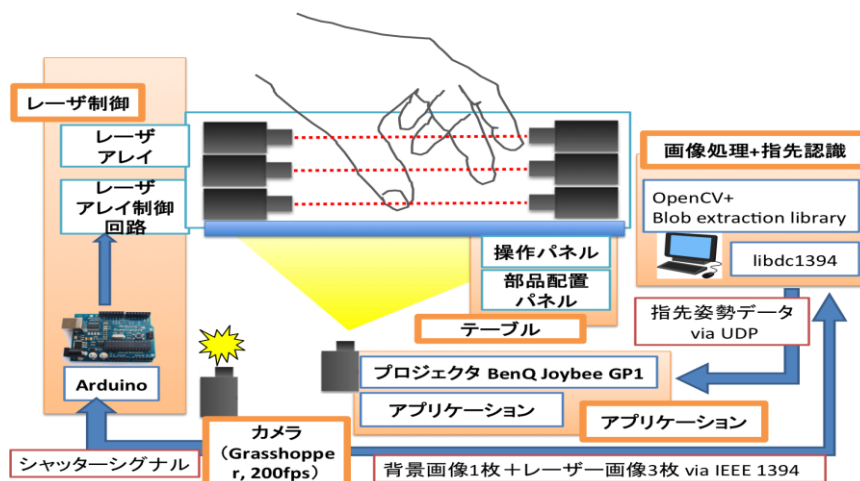 レーザ制御
レーザ
アレイ
レーザ
アレイ制御
回路
Arduino
シャッターシグナル
カメラ
（Grasshoppe
r, 200fps）
操作パネル
部品配置
パネル
テーブル
プロジェクタ BenQ Joybee GP1
アプリケーション
アプリケーション
画像処理+指先認識
OpenCV+
Blob extraction library
libdc1394
指先姿勢データ
via UDP
背景画像1枚＋レーザー画像3枚 via IEEE 1394